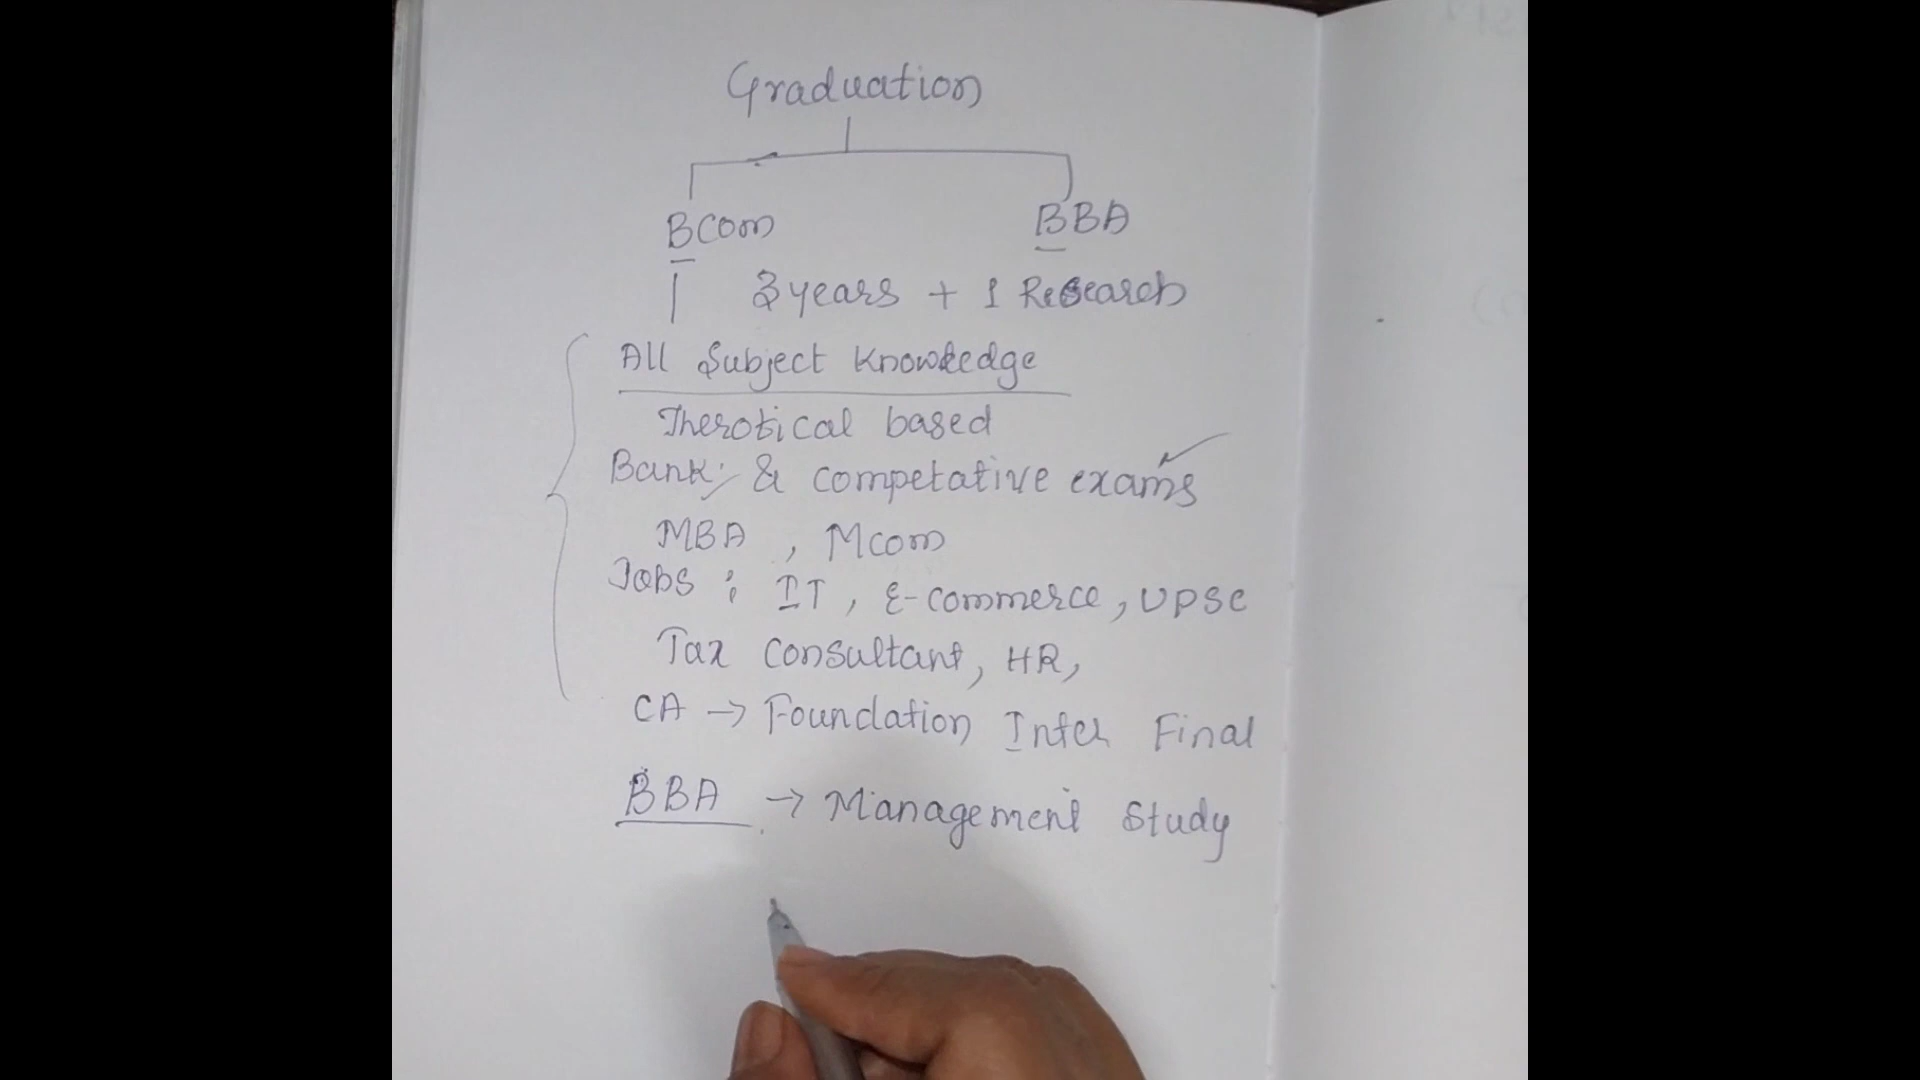 Graduation
Bcom BBA
3 years + 1 Research
All Subject Knowledge
Therotical based
Bank & competative exams
MBA , Mcom
Jobs : IT, E-commerce, UPSC
Tax Consultant, HR,
CA → Foundation Inter Final
BBA → Management Study